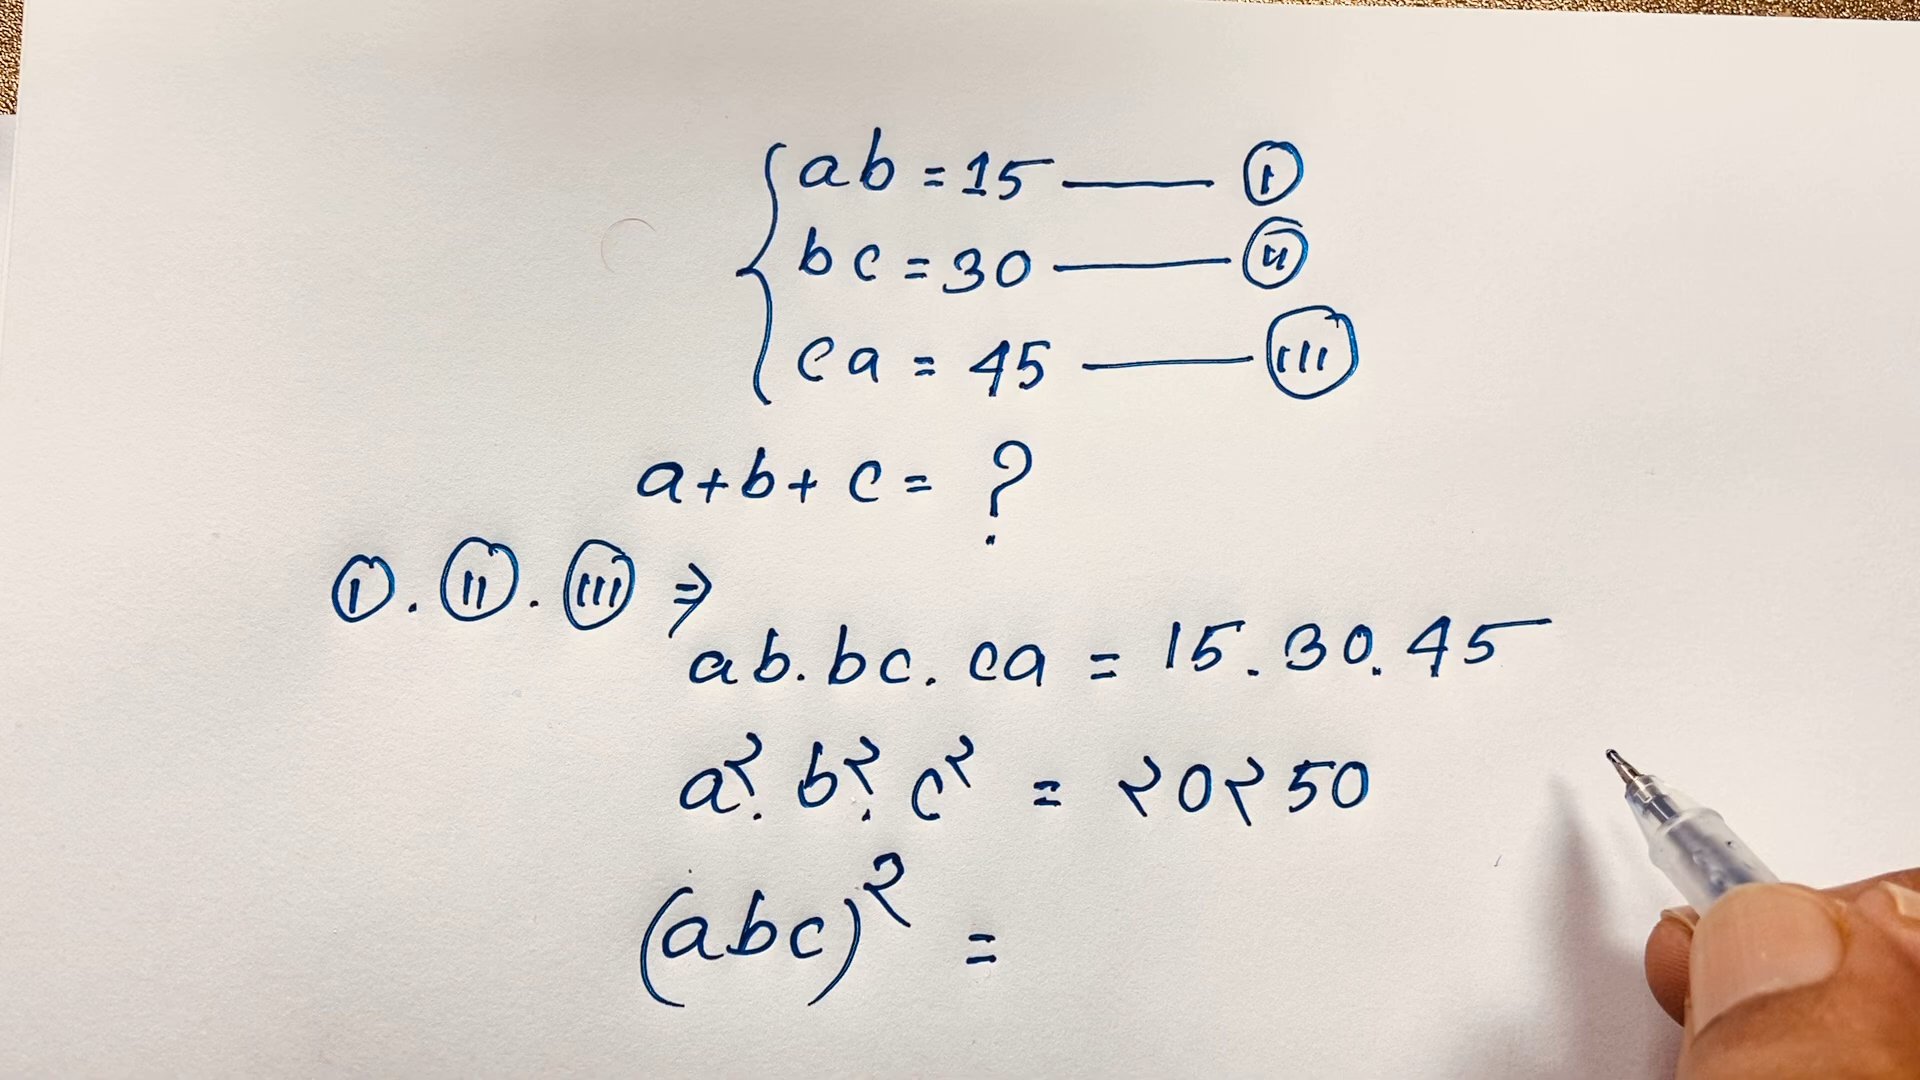 ab = 15 —— (I)
bc = 30 —— (II)
ca = 45 —— (III)
a+b+c = ?
(I) . (II) . (III) ⇒
ab.bc.ca = 15.30.45
a².b².c² = 20250
(abc)² =